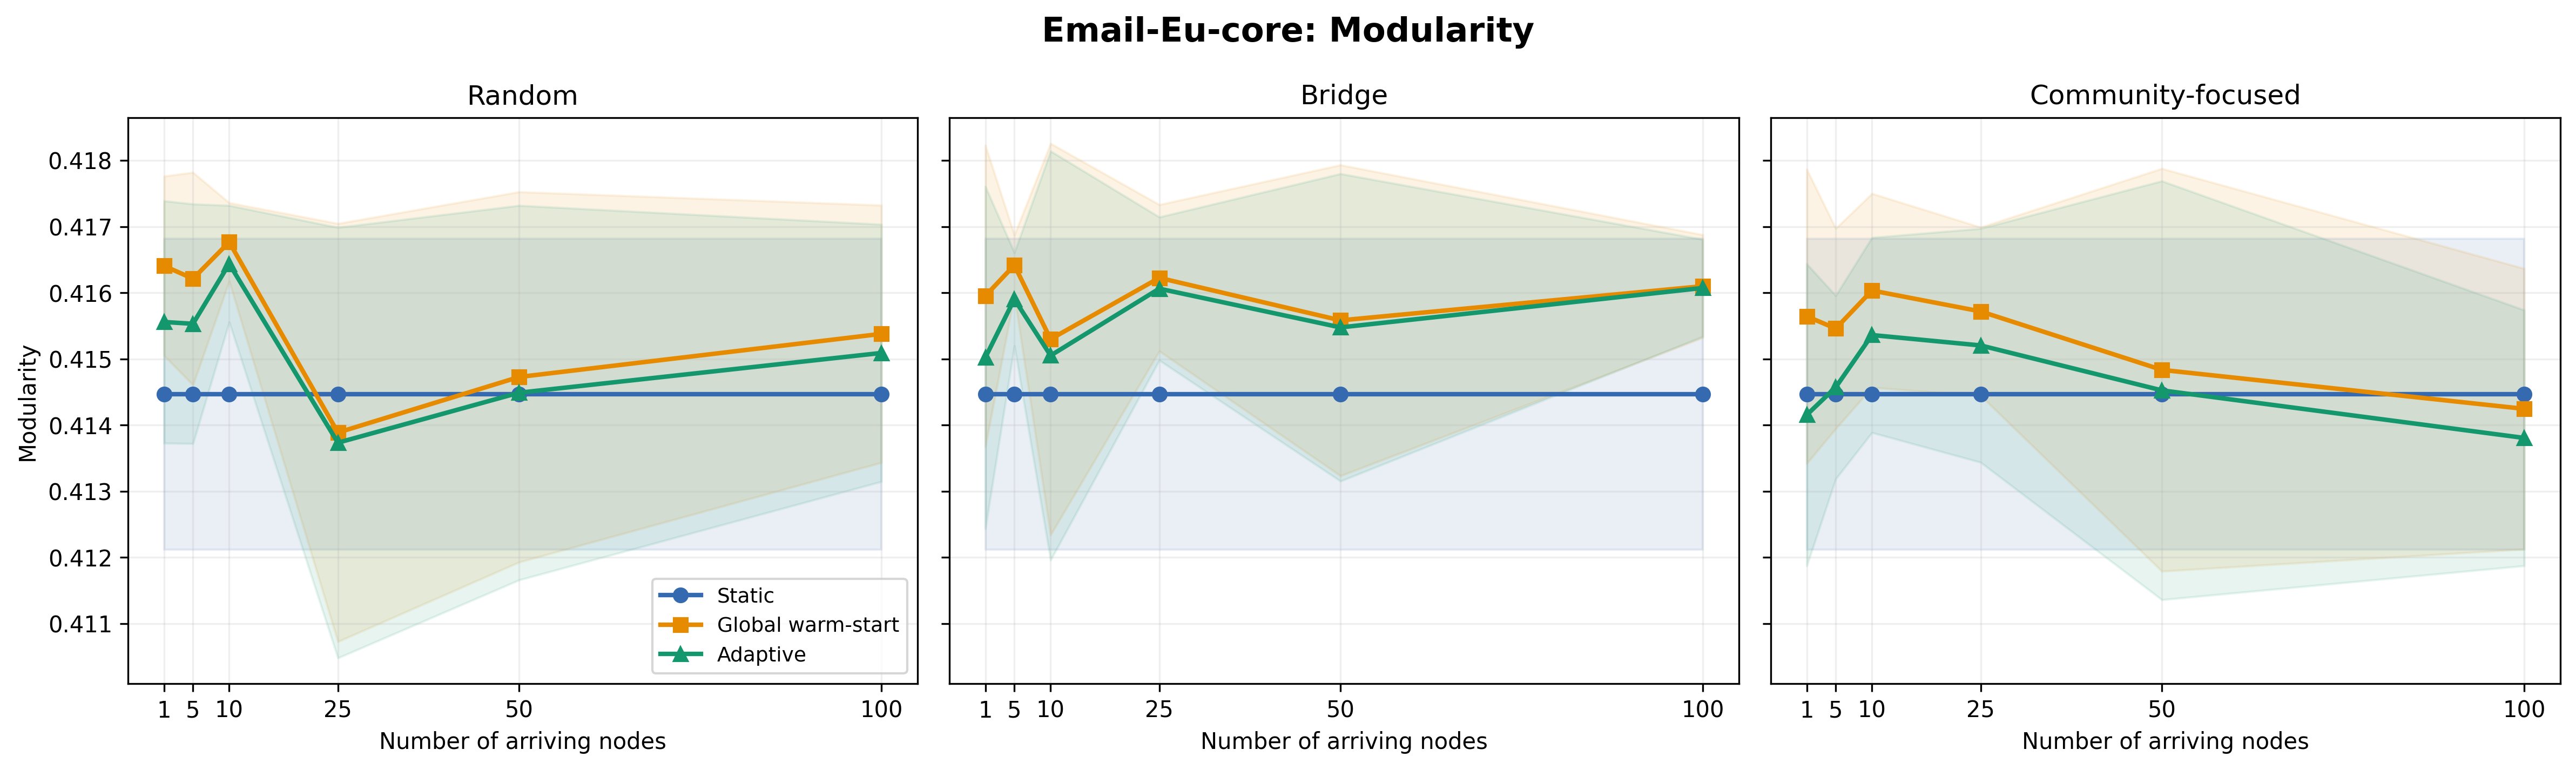 Email-Eu-core: Modularity
Random
Bridge
Community-focused
Modularity
0.418
0.417
0.416
0.415
0.414
0.413
0.412
0.411
Static
Global warm-start
Adaptive
1 5 10 25 50 100
1 5 10 25 50 100
1 5 10 25 50 100
Number of arriving nodes
Number of arriving nodes
Number of arriving nodes